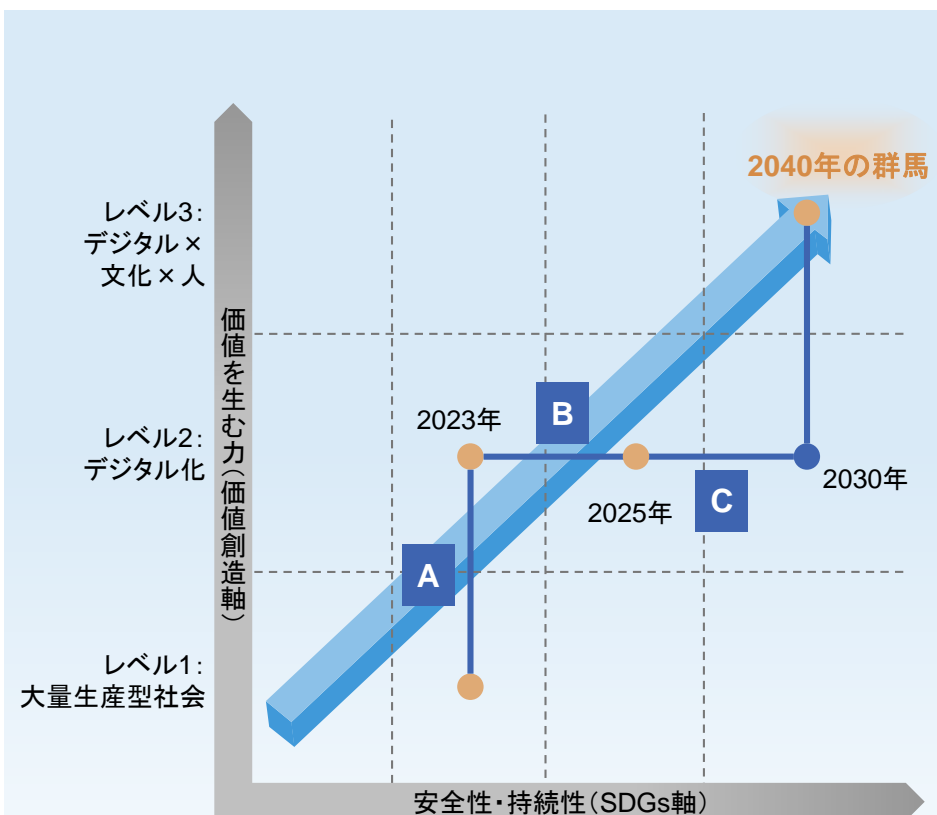 2040年の群馬
レベル3：
デジタル×
文化×人
価値を生む力（価値創造軸）
B
2023年
レベル2：
デジタル化
2030年
C
2025年
A
レベル1：
大量生産型社会
安全性・持続性（SDGs軸）